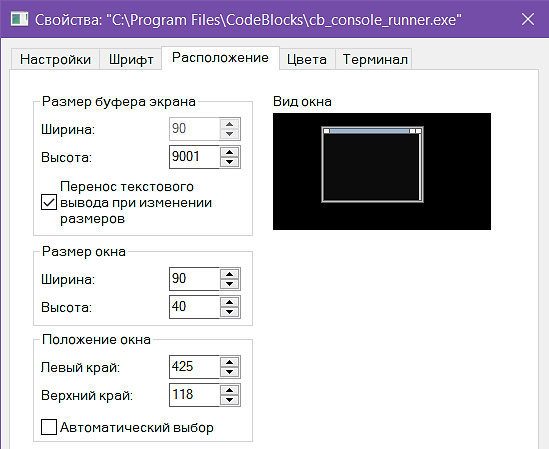 Свойства: "C:\Program Files\CodeBlocks\cb_console_runner.exe"
Настройки Шрифт Расположение Цвета Терминал
Размер буфера экрана
Ширина: 90
Высота: 9001
Перенос текстового
вывода при изменении
размеров
Размер окна
Ширина: 90
Высота: 40
Положение окна
Левый край: 425
Верхний край: 118
Автоматический выбор
Вид окна